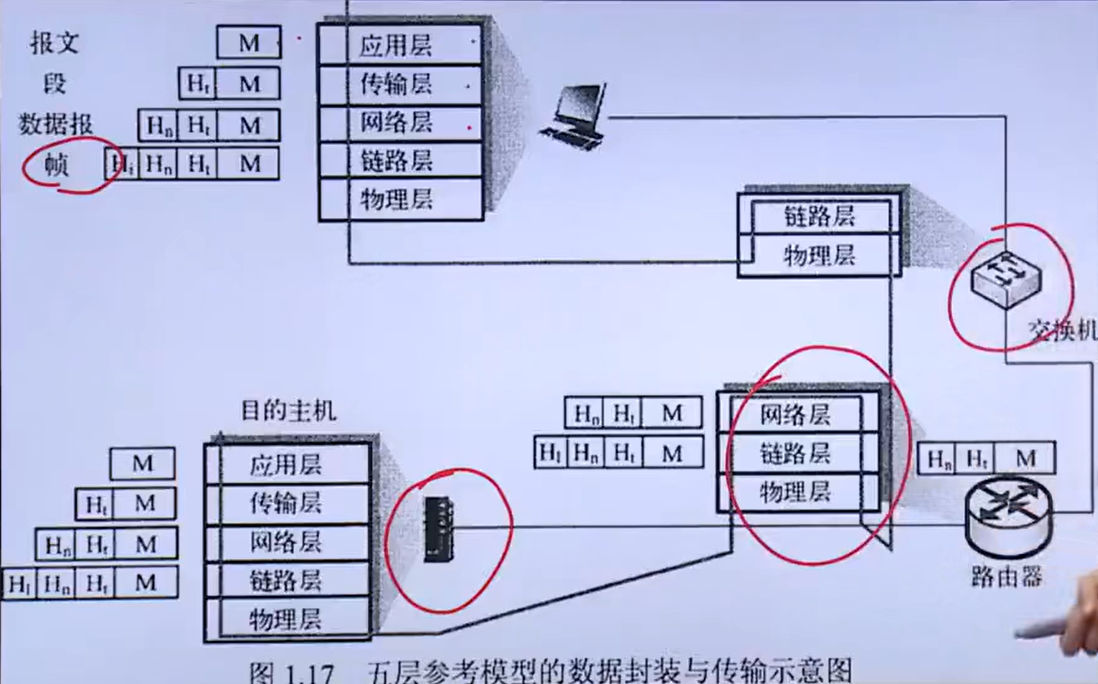 报文 M 应用层
段 Ht M 传输层
数据报 Hn Ht M 网络层
帧 Hl Hn Ht M 链路层
物理层
链路层
物理层
交换机
目的主机
Hn Ht M 网络层
Hl Hn Ht M 链路层
物理层
Hn Ht M
路由器
M 应用层
Ht M 传输层
Hn Ht M 网络层
Hl Hn Ht M 链路层
物理层
图 1.17 五层参考模型的数据封装与传输示意图